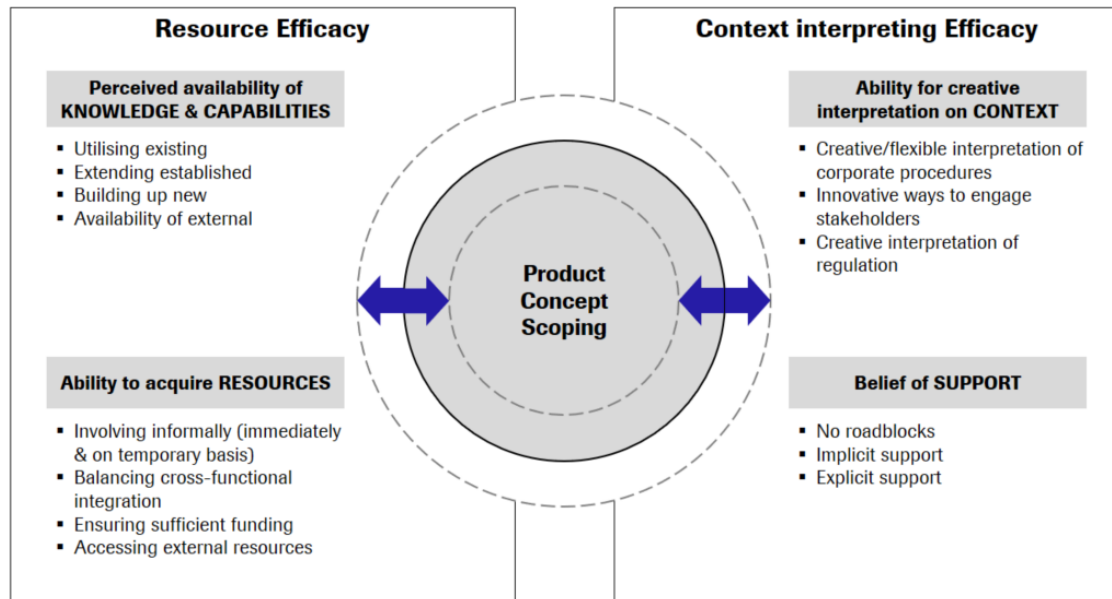 Resource Efficacy
Perceived availability of
KNOWLEDGE & CAPABILITIES
▪ Utilising existing
▪ Extending established
▪ Building up new
▪ Availability of external
Ability to acquire RESOURCES
▪ Involving informally (immediately
& on temporary basis)
▪ Balancing cross-functional
integration
▪ Ensuring sufficient funding
▪ Accessing external resources
Product
Concept
Scoping
Context interpreting Efficacy
Ability for creative
interpretation on CONTEXT
▪ Creative/flexible interpretation of
corporate procedures
▪ Innovative ways to engage
stakeholders
▪ Creative interpretation of
regulation
Belief of SUPPORT
▪ No roadblocks
▪ Implicit support
▪ Explicit support